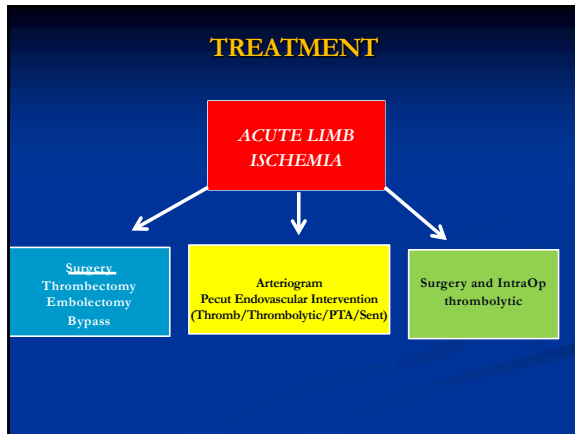 TREATMENT
ACUTE LIMB
ISCHEMIA
Surgery
Thrombectomy
Embolectomy
Bypass
Arteriogram
Pecut Endovascular Intervention
(Thromb/Thrombolytic/PTA/Sent)
Surgery and IntraOp
thrombolytic